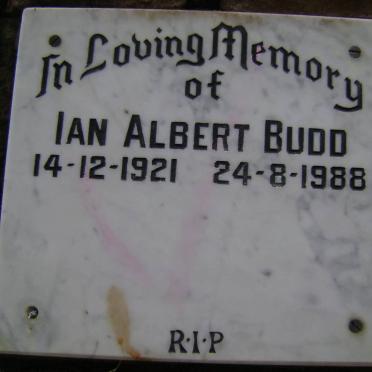 In Loving Memory
of
IAN ALBERT BUDD
14-12-1921 24-8-1988
R·I·P